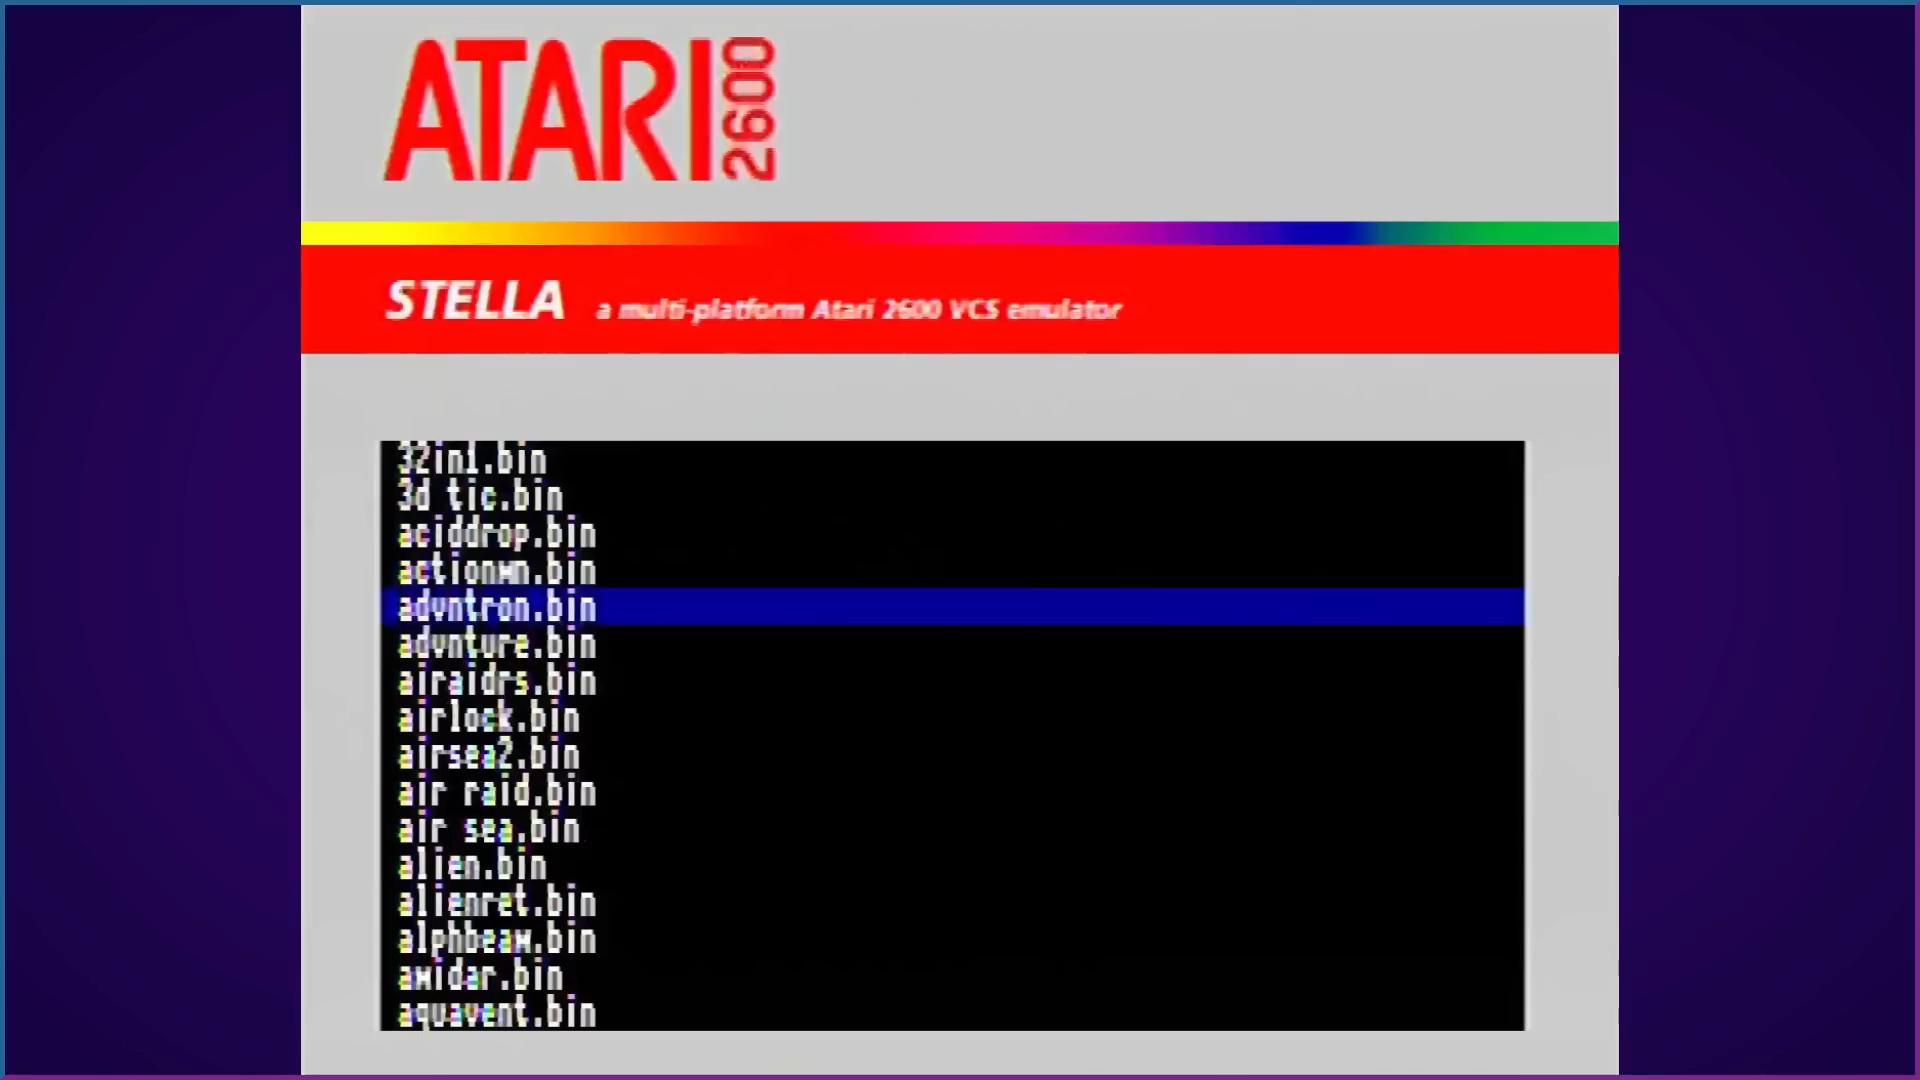 ATARI 2600
STELLA a multi-platform Atari 2600 VCS emulator
32in1.bin
3d tic.bin
aciddrop.bin
actionmn.bin
advntron.bin
advnture.bin
airaidrs.bin
airlock.bin
airsea2.bin
air raid.bin
air sea.bin
alien.bin
alienret.bin
alphbeam.bin
amidar.bin
aquavent.bin